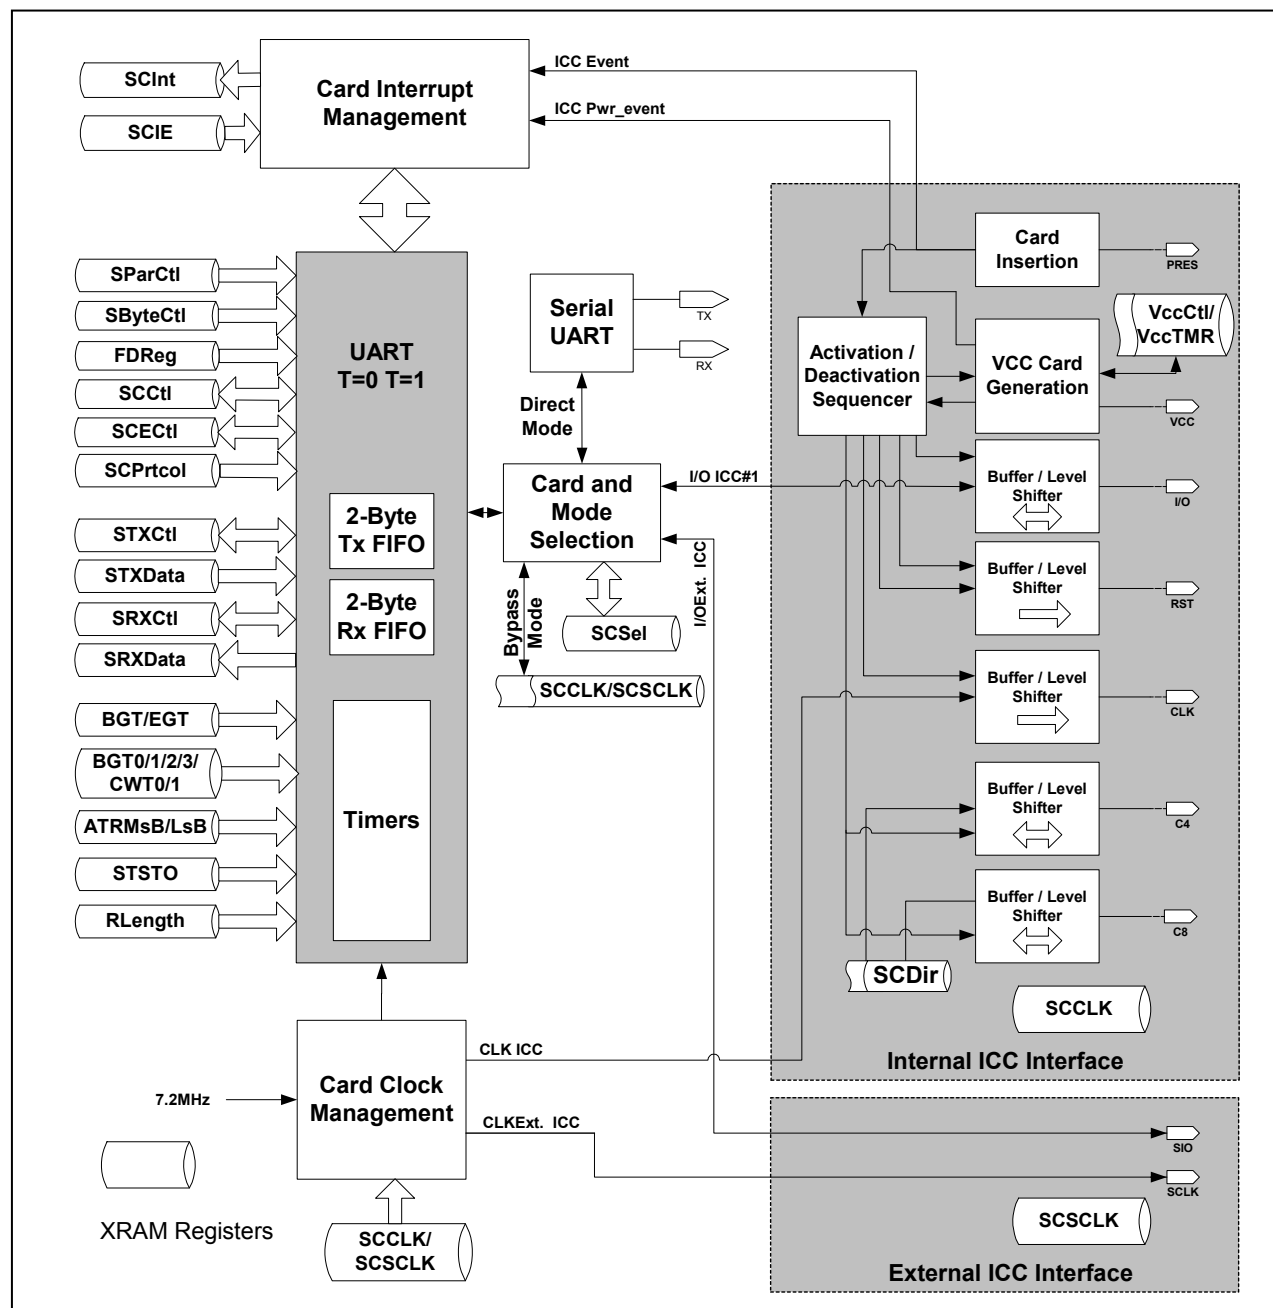 SCInt
SCIE
Card Interrupt
Management
ICC Event
ICC Pwr_event
SParCtl
SByteCtl
FDReg
SCCtl
SCECtl
SCPrtcol
STXCtl
STXData
SRXCtl
SRXData
BGT/EGT
BGT0/1/2/3/
CWT0/1
ATRMsB/LsB
STSTO
RLength
UART
T=0 T=1
2-Byte
Tx FIFO
2-Byte
Rx FIFO
Timers
Serial
UART
TX
RX
Direct
Mode
Card and
Mode
Selection
I/O ICC#1
I/OExt. ICC
Bypass
Mode
SCSel
SCCLK/SCSCLK
Card
Insertion
PRES
Activation /
Deactivation
Sequencer
VCC Card
Generation
VccCtl/
VccTMR
VCC
Buffer / Level
Shifter
I/O
Buffer / Level
Shifter
RST
Buffer / Level
Shifter
CLK
Buffer / Level
Shifter
C4
Buffer / Level
Shifter
C8
SCDir
SCCLK
Internal ICC Interface
7.2MHz
Card Clock
Management
CLK ICC
CLKExt. ICC
SIO
SCLK
SCSCLK
External ICC Interface
XRAM Registers
SCCLK/
SCSCLK